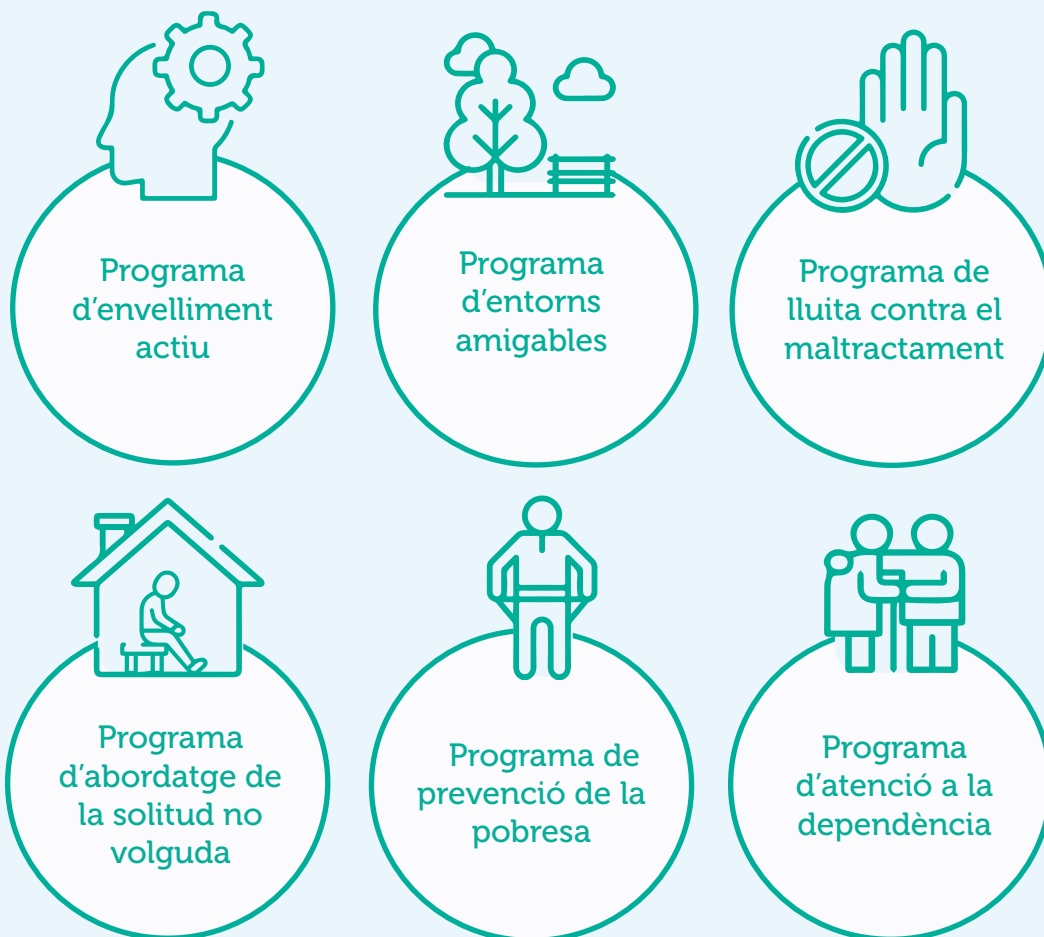 Programa
d'envelliment
actiu
Programa
d'entorns
amigables
Programa de
lluita contra el
maltractament
Programa
d'abordatge de
la solitud no
volguda
Programa de
prevenció de la
pobresa
Programa
d'atenció a la
dependència